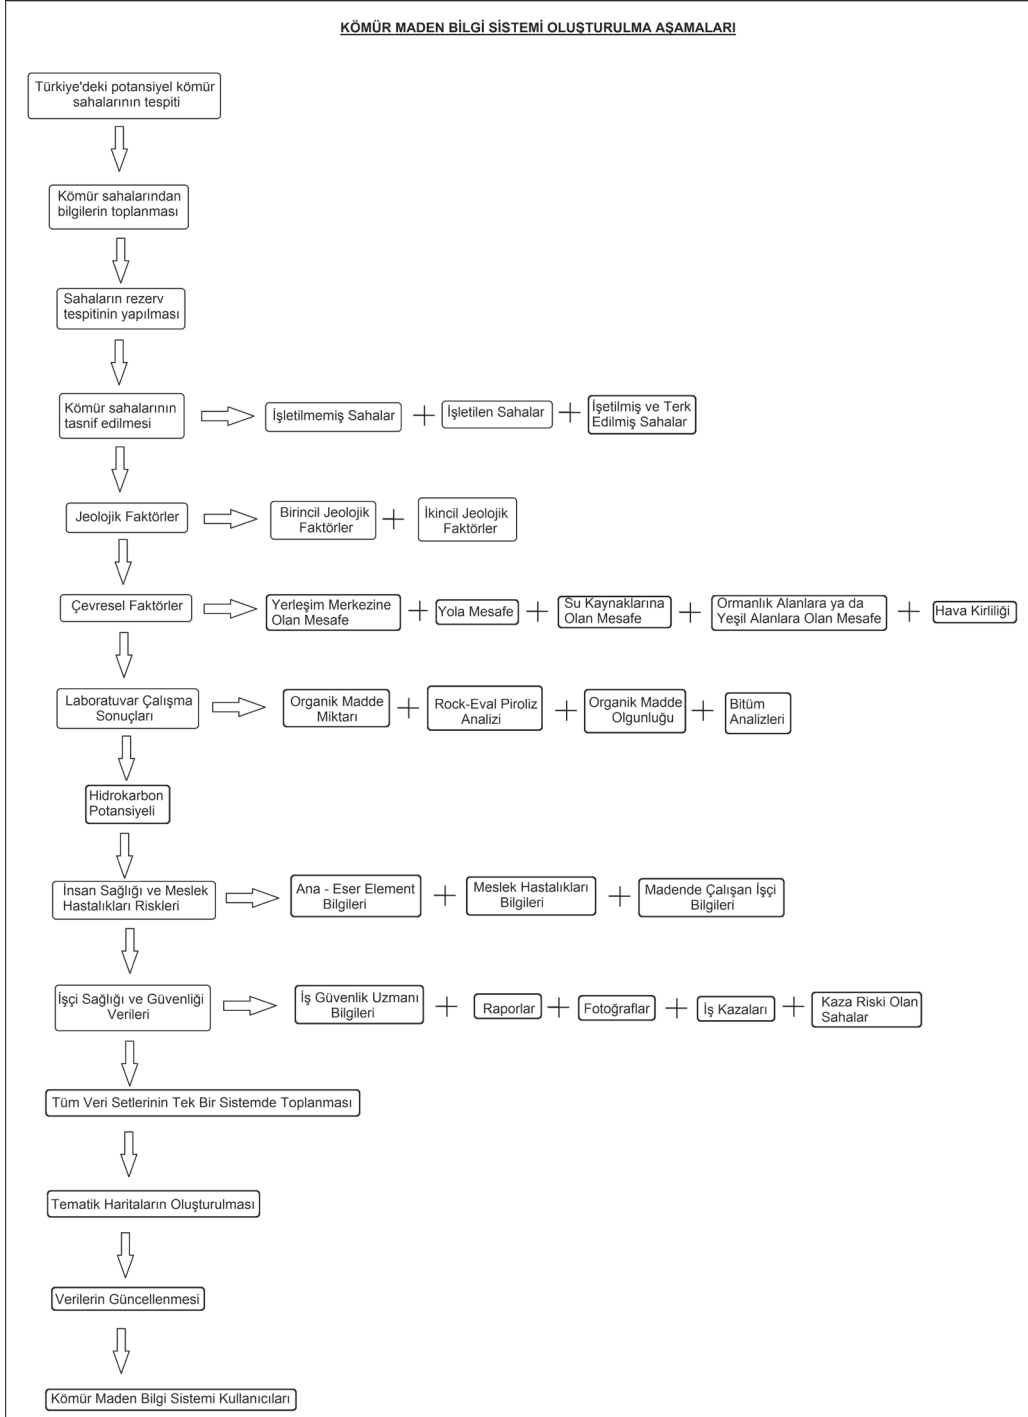 KÖMÜR MADEN BİLGİ SİSTEMİ OLUŞTURULMA AŞAMALARI
Türkiye'deki potansiyel kömür
sahalarının tespiti
Kömür sahalarından
bilgilerin toplanması
Sahaların rezerv
tespitinin yapılması
Kömür sahalarının
tasnif edilmesi
İşletilmemiş Sahalar
İşletilen Sahalar
İşetilmiş ve Terk
Edilmiş Sahalar
Jeolojik Faktörler
Birincil Jeolojik
Faktörler
İkincil Jeolojik
Faktörler
Çevresel Faktörler
Yerleşim Merkezine
Olan Mesafe
Yola Mesafe
Su Kaynaklarına
Olan Mesafe
Ormanlık Alanlara ya da
Yeşil Alanlara Olan Mesafe
Hava Kirliliği
Laboratuvar Çalışma
Sonuçları
Organik Madde
Miktarı
Rock-Eval Piroliz
Analizi
Organik Madde
Olgunluğu
Bitüm
Analizleri
Hidrokarbon
Potansiyeli
İnsan Sağlığı ve Meslek
Hastalıkları Riskleri
Ana - Eser Element
Bilgileri
Meslek Hastalıkları
Bilgileri
Madende Çalışan İşçi
Bilgileri
İşçi Sağlığı ve Güvenliği
Verileri
İş Güvenlik Uzmanı
Bilgileri
Raporlar
Fotoğraflar
İş Kazaları
Kaza Riski Olan
Sahalar
Tüm Veri Setlerinin Tek Bir Sistemde Toplanması
Tematik Haritaların Oluşturulması
Verilerin Güncellenmesi
Kömür Maden Bilgi Sistemi Kullanıcıları